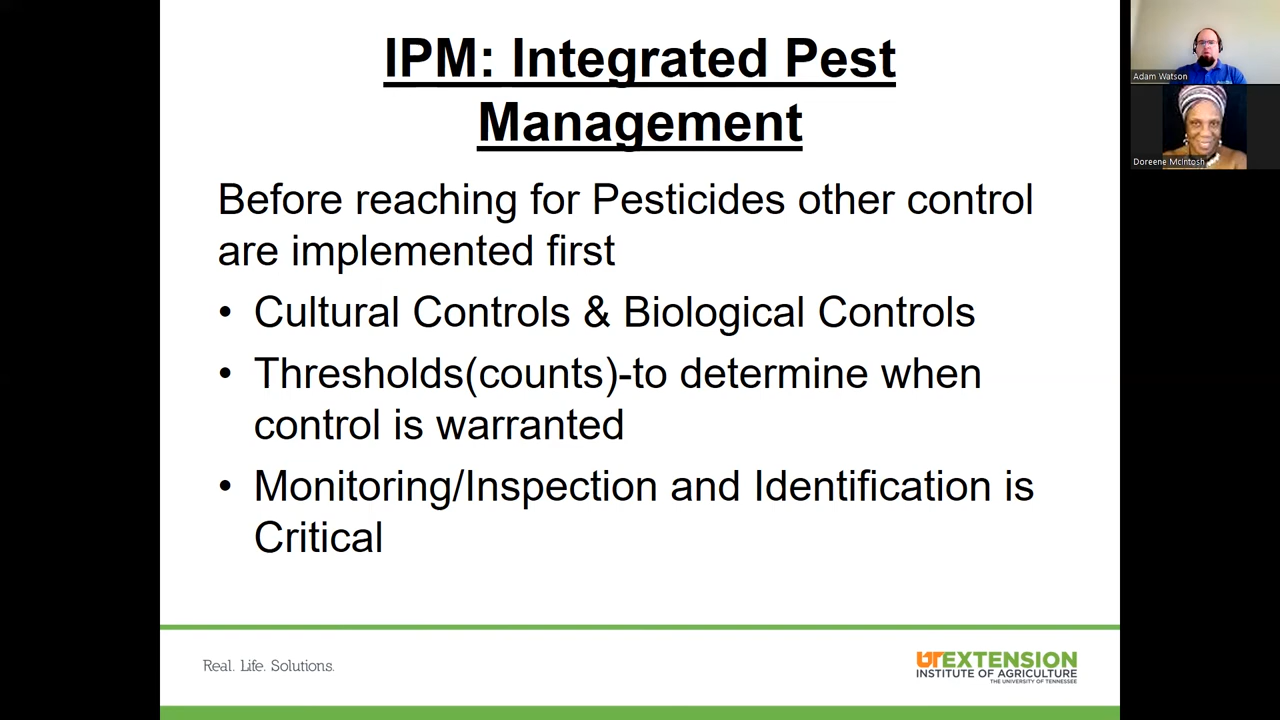 IPM: Integrated Pest
Management
Before reaching for Pesticides other control
are implemented first
• Cultural Controls & Biological Controls
• Thresholds(counts)-to determine when
control is warranted
• Monitoring/Inspection and Identification is
Critical
Real. Life. Solutions.
UT EXTENSION
INSTITUTE OF AGRICULTURE
THE UNIVERSITY OF TENNESSEE
Adam Watson
Doreene McIntosh